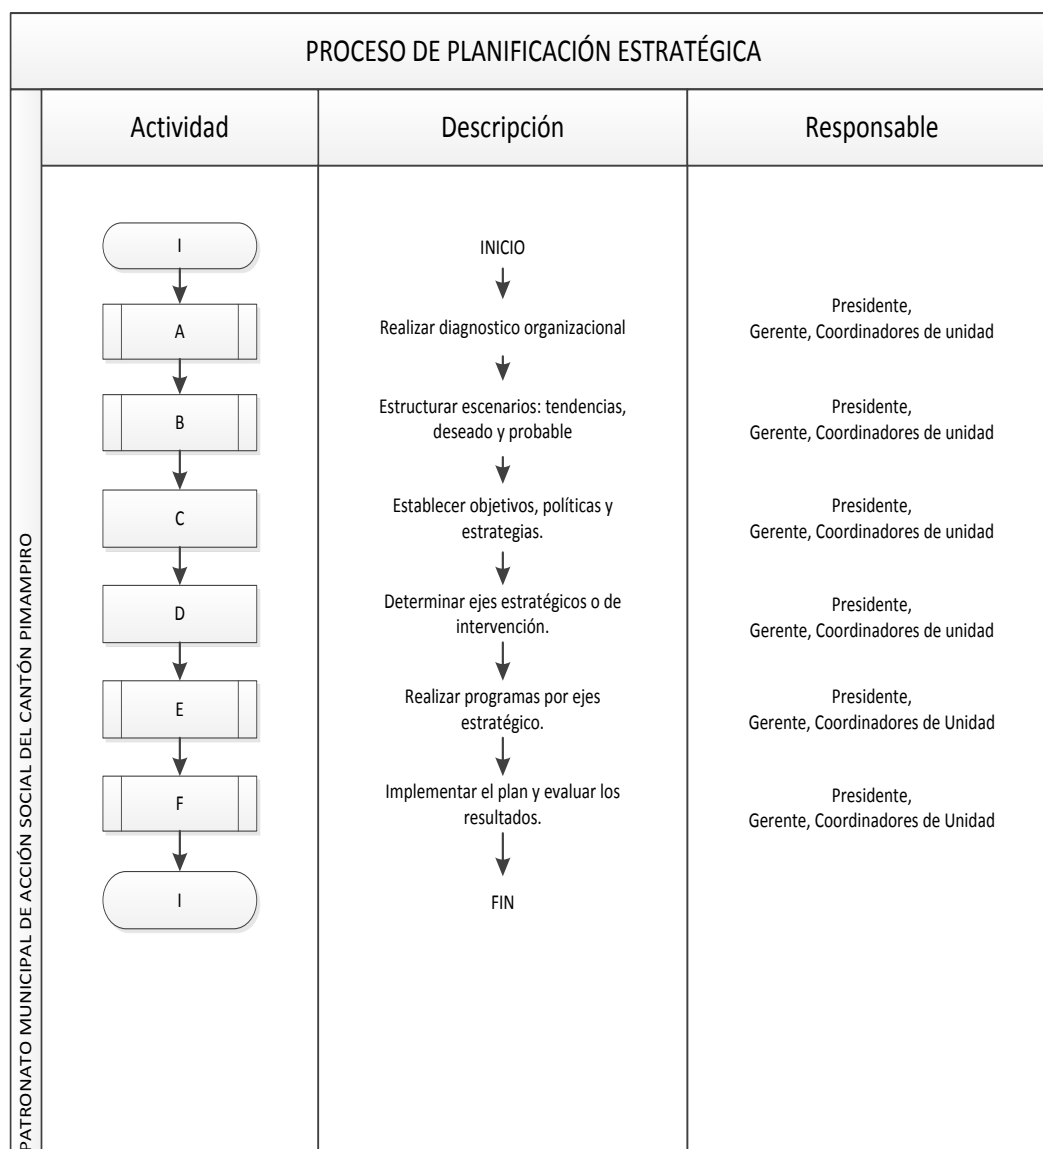 PROCESO DE PLANIFICACIÓN ESTRATÉGICA
Actividad
Descripción
Responsable
PATRONATO MUNICIPAL DE ACCIÓN SOCIAL DEL CANTÓN PIMAMPIRO
I
INICIO
A
Realizar diagnostico organizacional
Presidente,
Gerente, Coordinadores de unidad
B
Estructurar escenarios: tendencias,
deseado y probable
Presidente,
Gerente, Coordinadores de unidad
C
Establecer objetivos, políticas y
estrategias.
Presidente,
Gerente, Coordinadores de unidad
D
Determinar ejes estratégicos o de
intervención.
Presidente,
Gerente, Coordinadores de unidad
E
Realizar programas por ejes
estratégico.
Presidente,
Gerente, Coordinadores de Unidad
F
Implementar el plan y evaluar los
resultados.
Presidente,
Gerente, Coordinadores de Unidad
I
FIN